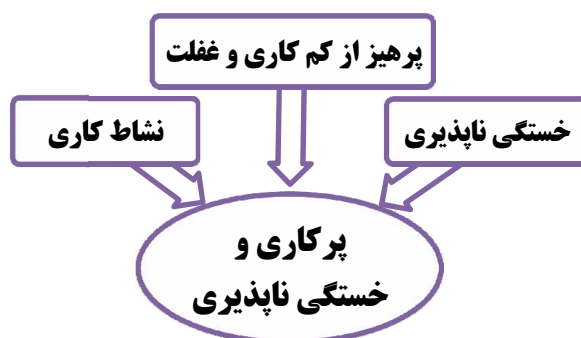 پرهیز از کم کاری و غفلت
خستگی ناپذیری
نشاط کاری
پرکاری و
خستگی ناپذیری